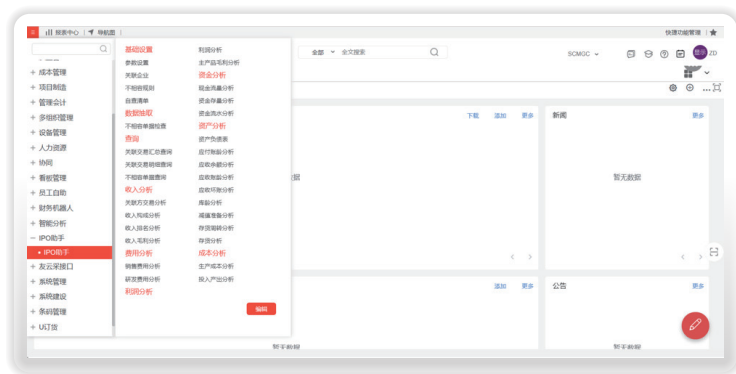 报表中心 | 导航图 |
快捷功能管理
全部 全文搜索
SCMGC
ZD
成本管理
项目制造
管理会计
多组织管理
设备管理
人力资源
协同
看板管理
员工自助
财务机器人
智能分析
IPO助手
IPO助手
友云采接口
系统管理
系统建设
条码管理
U订货
基础设置
参数设置
关联企业
不相容规则
自查清单
数据抽取
不相容单据检查
查询
关联交易汇总查询
关联交易明细查询
不相容单据查询
收入分析
关联方交易分析
收入构成分析
收入排名分析
收入毛利分析
费用分析
销售费用分析
研发费用分析
利润分析
利润分析
主产品毛利分析
资金分析
现金流量分析
资金存量分析
资金流水分析
资产分析
资产负债表
应付账龄分析
应收余额分析
应收账龄分析
应收坏账分析
库龄分析
减值准备分析
存货周转分析
存货分析
成本分析
生产成本分析
投入产出分析
编辑
下载 添加 更多
据
新闻 更多
暂无数据
添加 更多
暂无数据
公告 更多
暂无数据